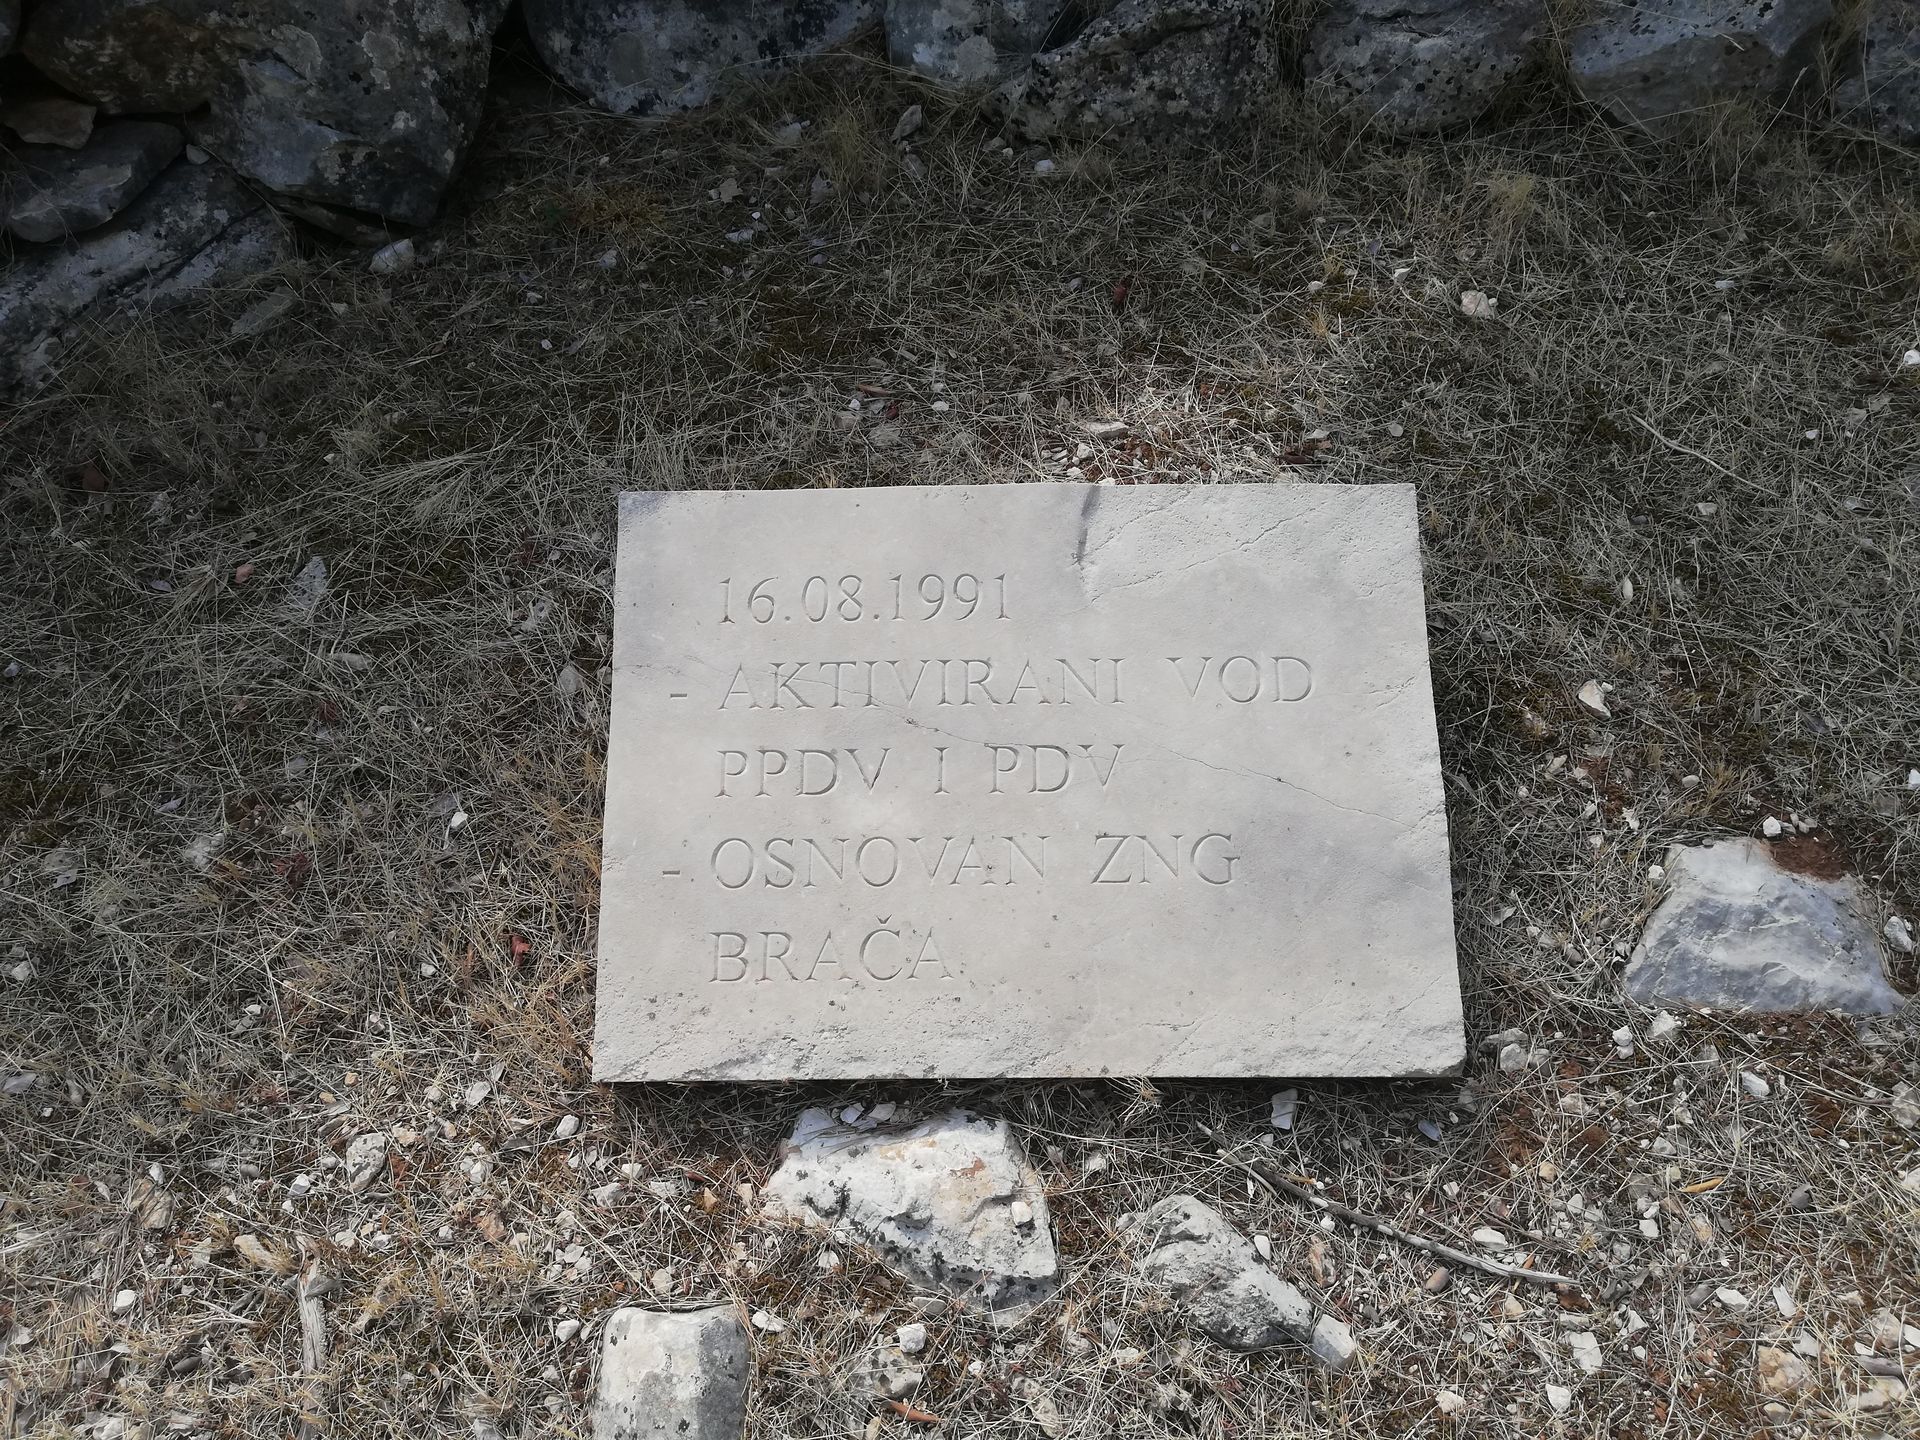 16.08.1991
- AKTIVIRANI VOD
PPDV I PDV
- OSNOVAN ZNG
BRAČA